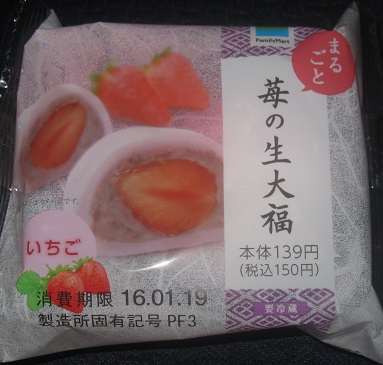 FamilyMart
まるごと
苺の生大福
本体139円
(税込150円)
いちご
消費期限 16.01.19
製造所固有記号 PF3
要冷蔵